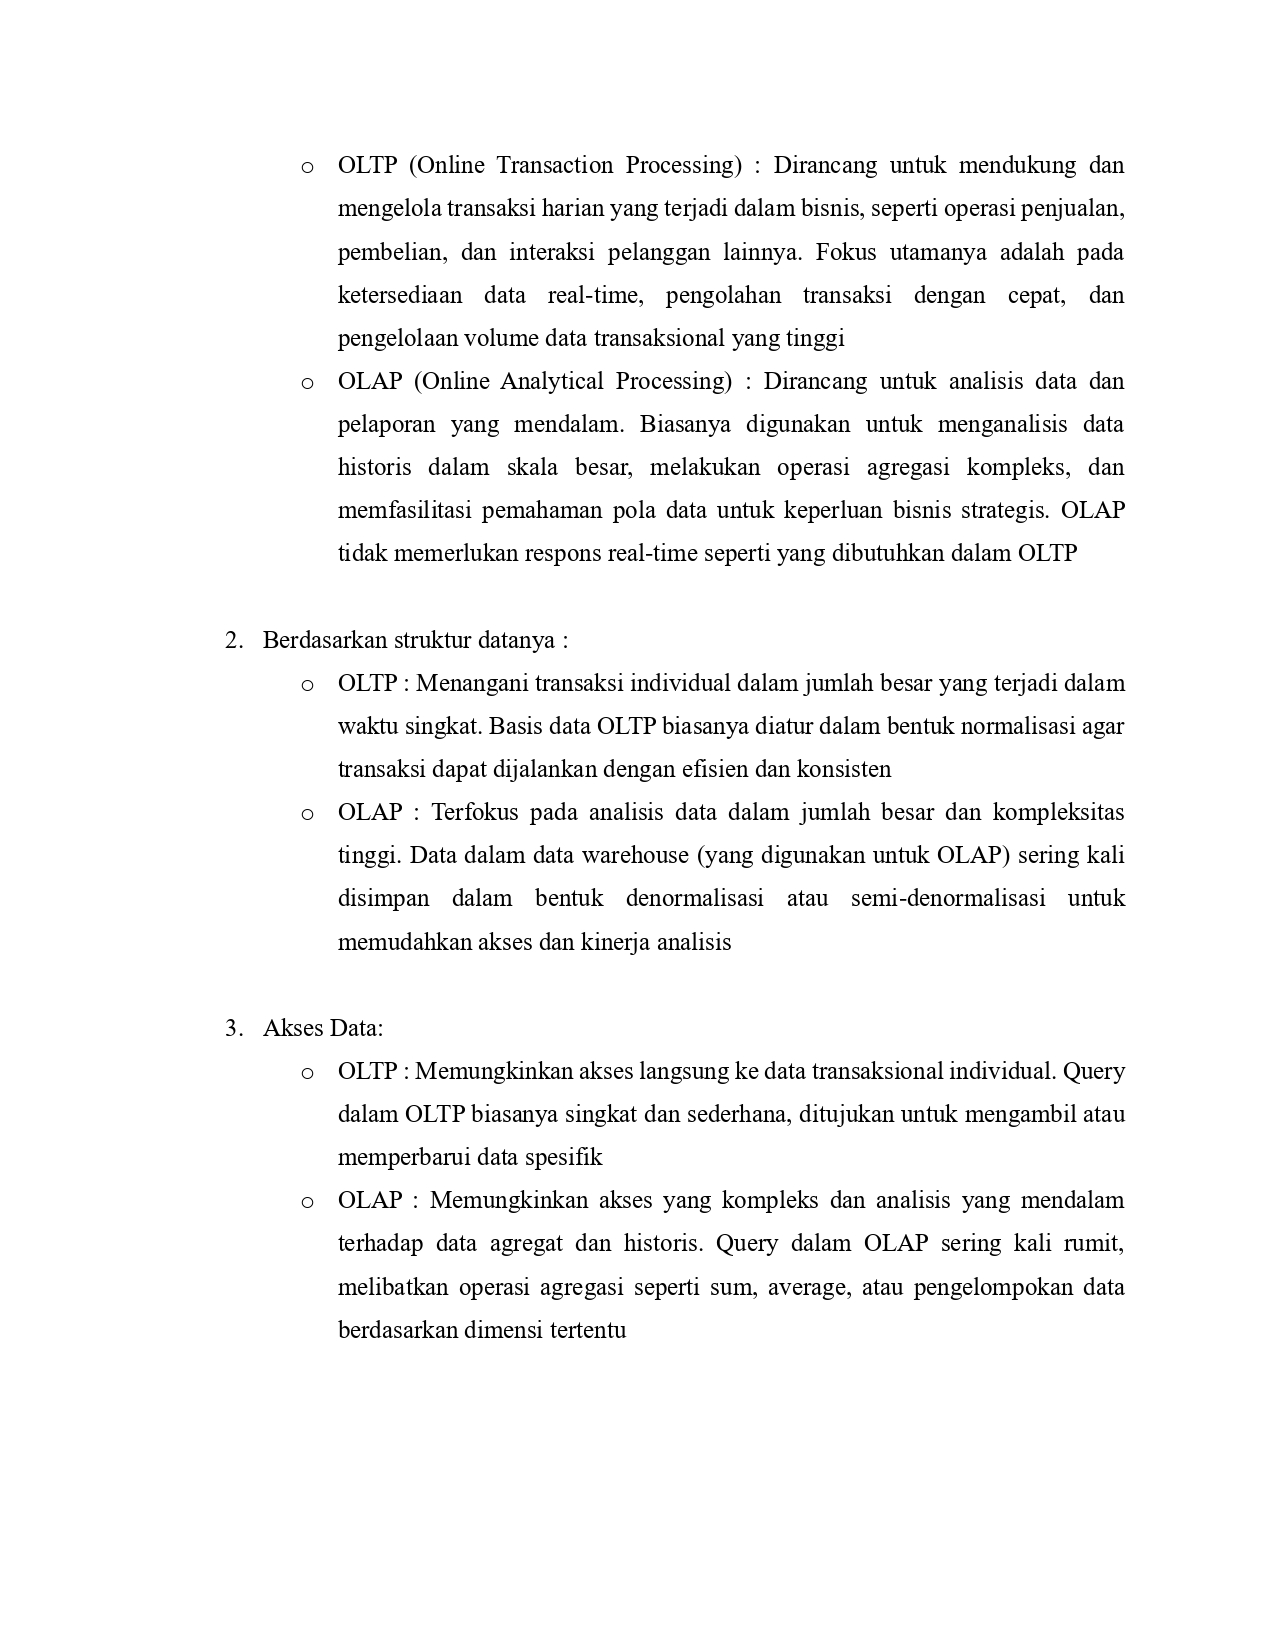 o OLTP (Online Transaction Processing) : Dirancang untuk mendukung dan
mengelola transaksi harian yang terjadi dalam bisnis, seperti operasi penjualan,
pembelian, dan interaksi pelanggan lainnya. Fokus utamanya adalah pada
ketersediaan data real-time, pengolahan transaksi dengan cepat, dan
pengelolaan volume data transaksional yang tinggi
o OLAP (Online Analytical Processing) : Dirancang untuk analisis data dan
pelaporan yang mendalam. Biasanya digunakan untuk menganalisis data
historis dalam skala besar, melakukan operasi agregasi kompleks, dan
memfasilitasi pemahaman pola data untuk keperluan bisnis strategis. OLAP
tidak memerlukan respons real-time seperti yang dibutuhkan dalam OLTP
2. Berdasarkan struktur datanya :
o OLTP : Menangani transaksi individual dalam jumlah besar yang terjadi dalam
waktu singkat. Basis data OLTP biasanya diatur dalam bentuk normalisasi agar
transaksi dapat dijalankan dengan efisien dan konsisten
o OLAP : Terfokus pada analisis data dalam jumlah besar dan kompleksitas
tinggi. Data dalam data warehouse (yang digunakan untuk OLAP) sering kali
disimpan dalam bentuk denormalisasi atau semi-denormalisasi untuk
memudahkan akses dan kinerja analisis
3. Akses Data:
o OLTP : Memungkinkan akses langsung ke data transaksional individual. Query
dalam OLTP biasanya singkat dan sederhana, ditujukan untuk mengambil atau
memperbarui data spesifik
o OLAP : Memungkinkan akses yang kompleks dan analisis yang mendalam
terhadap data agregat dan historis. Query dalam OLAP sering kali rumit,
melibatkan operasi agregasi seperti sum, average, atau pengelompokan data
berdasarkan dimensi tertentu